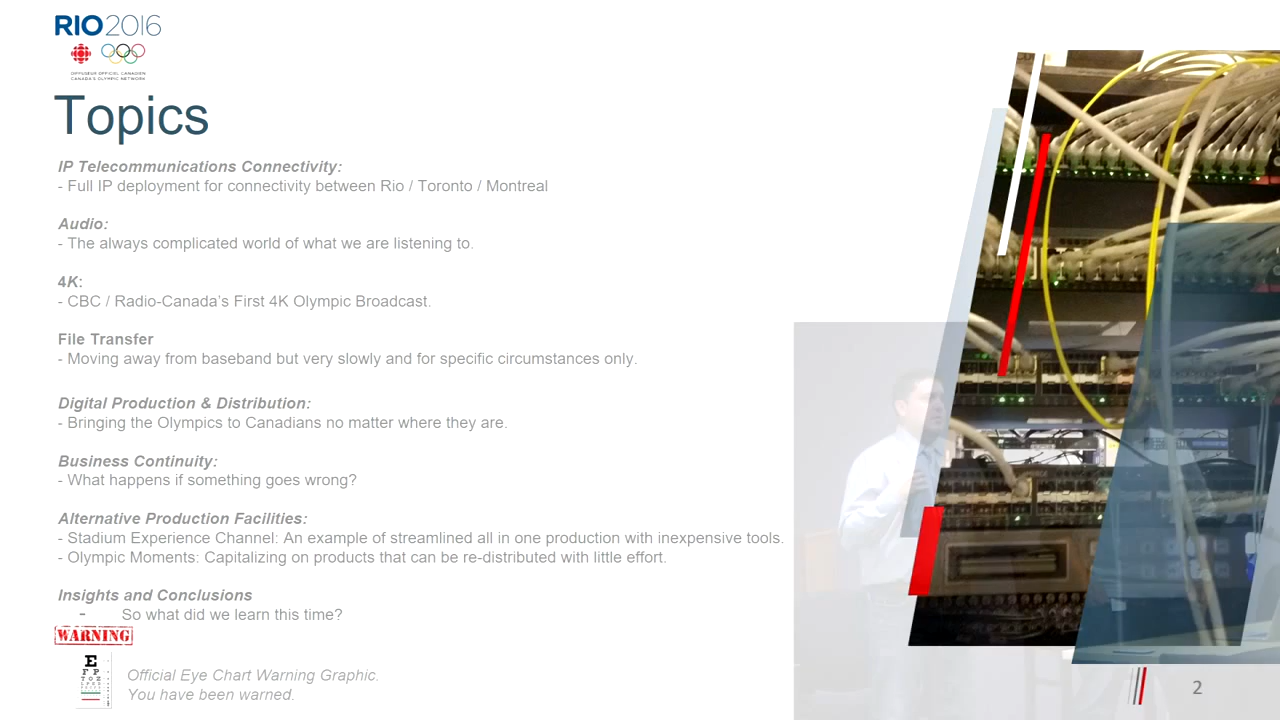 RIO2016
DIFFUSEUR OFFICIEL CANADIEN
CANADA'S OLYMPIC NETWORK
Topics
IP Telecommunications Connectivity:
- Full IP deployment for connectivity between Rio / Toronto / Montreal
Audio:
- The always complicated world of what we are listening to.
4K:
- CBC / Radio-Canada's First 4K Olympic Broadcast.
File Transfer
- Moving away from baseband but very slowly and for specific circumstances only.
Digital Production & Distribution:
- Bringing the Olympics to Canadians no matter where they are.
Business Continuity:
- What happens if something goes wrong?
Alternative Production Facilities:
- Stadium Experience Channel: An example of streamlined all in one production with inexpensive tools.
- Olympic Moments: Capitalizing on products that can be re-distributed with little effort.
Insights and Conclusions
- So what did we learn this time?
WARNING
E
F P
T O Z
L P E D
Official Eye Chart Warning Graphic.
You have been warned.
2